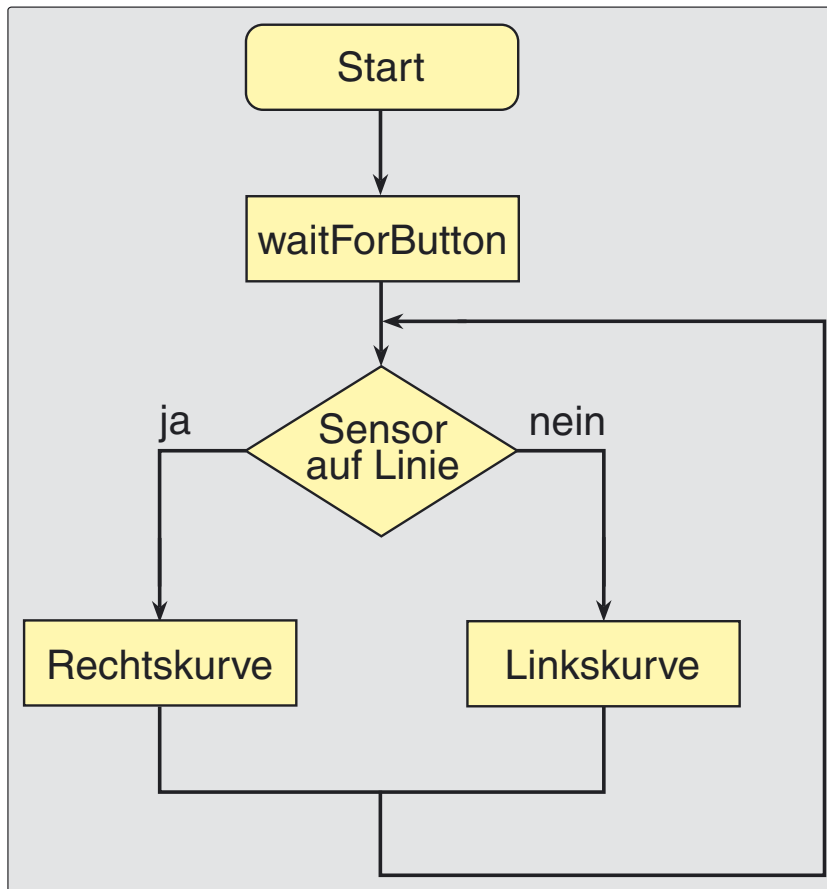 Start
waitForButton
ja
nein
Sensor
auf Linie
Rechtskurve
Linkskurve